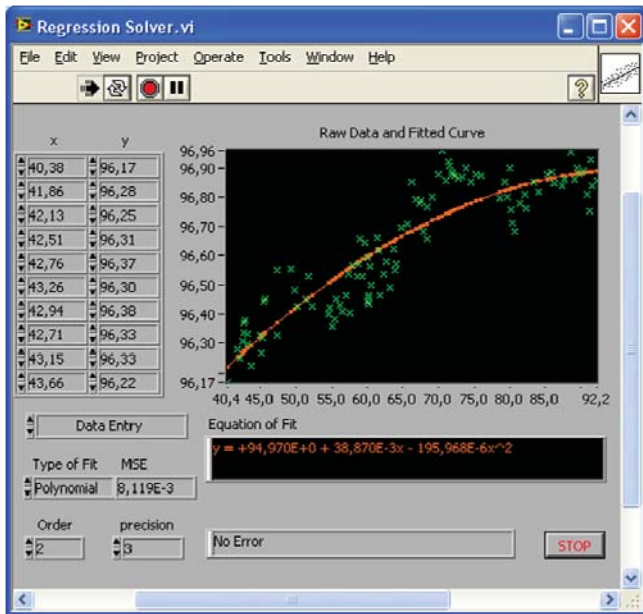 Regression Solver.vi
File Edit View Project Operate Tools Window Help
x y
40,38 96,17
41,86 96,28
42,13 96,25
42,51 96,31
42,76 96,37
43,26 96,30
42,94 96,38
42,71 96,33
43,15 96,33
43,66 96,22
Raw Data and Fitted Curve
96,96
96,90
96,80
96,70
96,60
96,50
96,40
96,30
96,17
40,4 45,0 50,0 55,0 60,0 65,0 70,0 75,0 80,0 85,0 92,2
Data Entry
Equation of Fit
y = +94,970E+0 + 38,870E-3x - 195,968E-6x^2
Type of Fit MSE
Polynomial 8,119E-3
Order precision
2 3
No Error
STOP